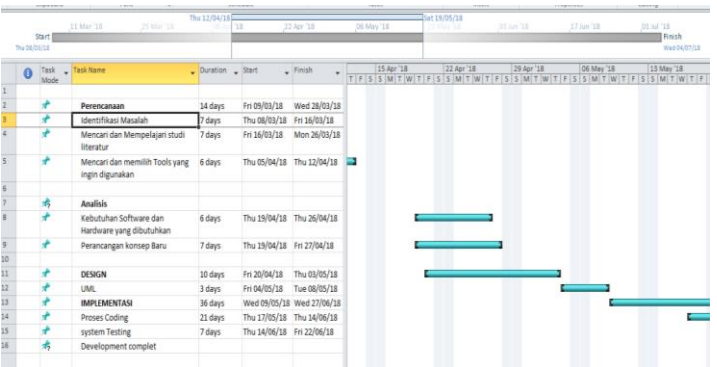 Thu 12/04/18 Sat 19/05/18
11 Mar '18 22 Apr '18 06 May '18 17 Jun '18 01 Jul '18
Start Finish
Thu 08/03/18 Wed 04/07/18
Task Mode Task Name Duration Start Finish
15 Apr '18 22 Apr '18 29 Apr '18 06 May '18 13 May '18
T F S S M T W T F S S M T W T F S S M T W T F S S M T W T F S S M T W T F
1
2 Perencanaan 14 days Fri 09/03/18 Wed 28/03/18
3 Identifikasi Masalah 7 days Thu 08/03/18 Fri 16/03/18
4 Mencari dan Mempelajari studi 7 days Fri 16/03/18 Mon 26/03/18
literatur
5 Mencari dan memilih Tools yang 6 days Thu 05/04/18 Thu 12/04/18
ingin digunakan
6
7 Analisis
8 Kebutuhan Software dan 6 days Thu 19/04/18 Thu 26/04/18
Hardware yang dibutuhkan
9 Perancangan konsep Baru 7 days Thu 19/04/18 Fri 27/04/18
10
11 DESIGN 10 days Fri 20/04/18 Thu 03/05/18
12 UML 3 days Fri 04/05/18 Tue 08/05/18
13 IMPLEMENTASI 36 days Wed 09/05/18 Wed 27/06/18
14 Proses Coding 21 days Thu 17/05/18 Thu 14/06/18
15 system Testing 7 days Thu 14/06/18 Fri 22/06/18
16 Development complet